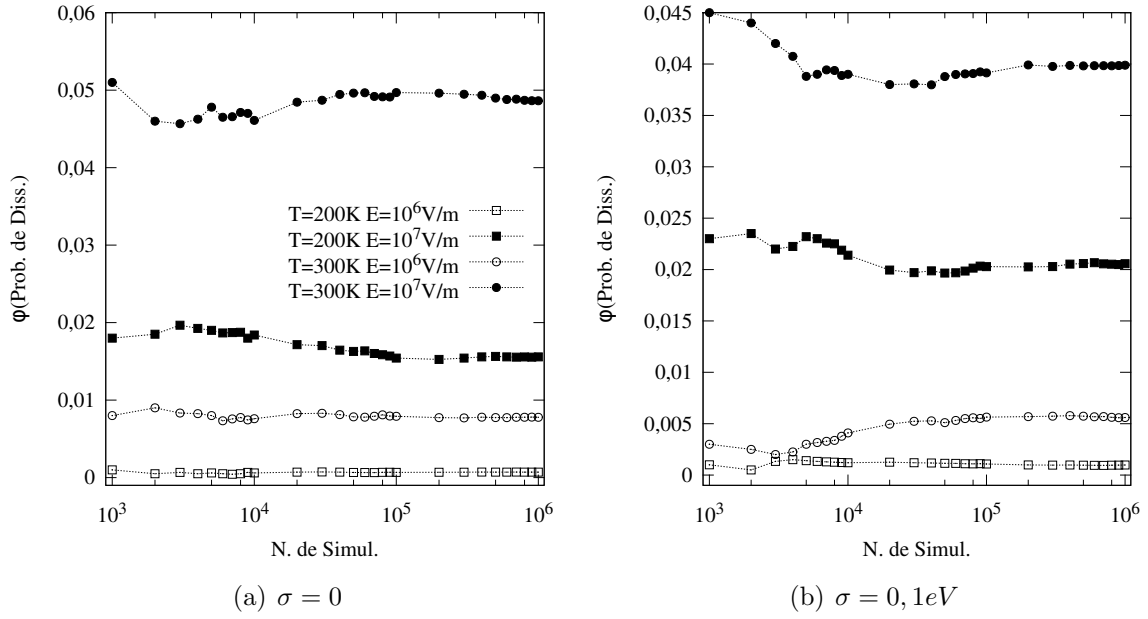 0,06
0,05
0,04
0,03
0,02
0,01
0
φ(Prob. de Diss.)
T=200K E=10⁶V/m
T=200K E=10⁷V/m
T=300K E=10⁶V/m
T=300K E=10⁷V/m
10³ 10⁴ 10⁵ 10⁶
N. de Simul.
(a) σ = 0
0,045
0,04
0,035
0,03
0,025
0,02
0,015
0,01
0,005
0
φ(Prob. de Diss.)
10³ 10⁴ 10⁵ 10⁶
N. de Simul.
(b) σ = 0, 1eV